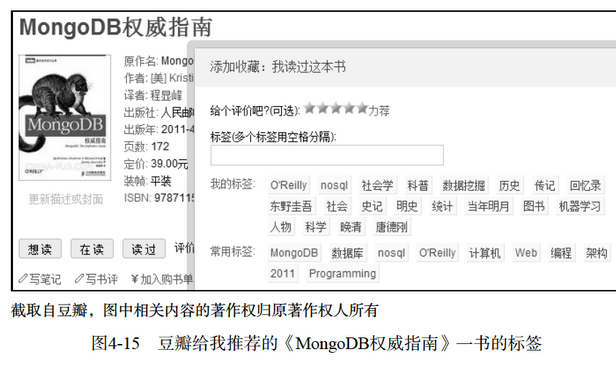 MongoDB权威指南
原作名: Mongo
作者: [美] Kristi
译者: 程显峰
出版社: 人民邮
出版年: 2011-4
页数: 172
定价: 39.00元
装帧: 平装
ISBN: 9787115
MongoDB
权威指南
更新描述或封面
想读 在读 读过 评价
写笔记 写书评 ¥加入购书单
添加收藏: 我读过这本书
给个评价吧?(可选): 力荐
标签(多个标签用空格分隔):
我的标签: O'Reilly nosql 社会学 科普 数据挖掘 历史 传记 回忆录
东野圭吾 社会 史记 明史 统计 当年明月 图书 机器学习
人物 科学 晚清 唐德刚
常用标签: MongoDB 数据库 nosql O'Reilly 计算机 Web 编程 架构
2011 Programming
截取自豆瓣，图中相关内容的著作权归原著作权人所有
图4-15 豆瓣给我推荐的《MongoDB权威指南》一书的标签